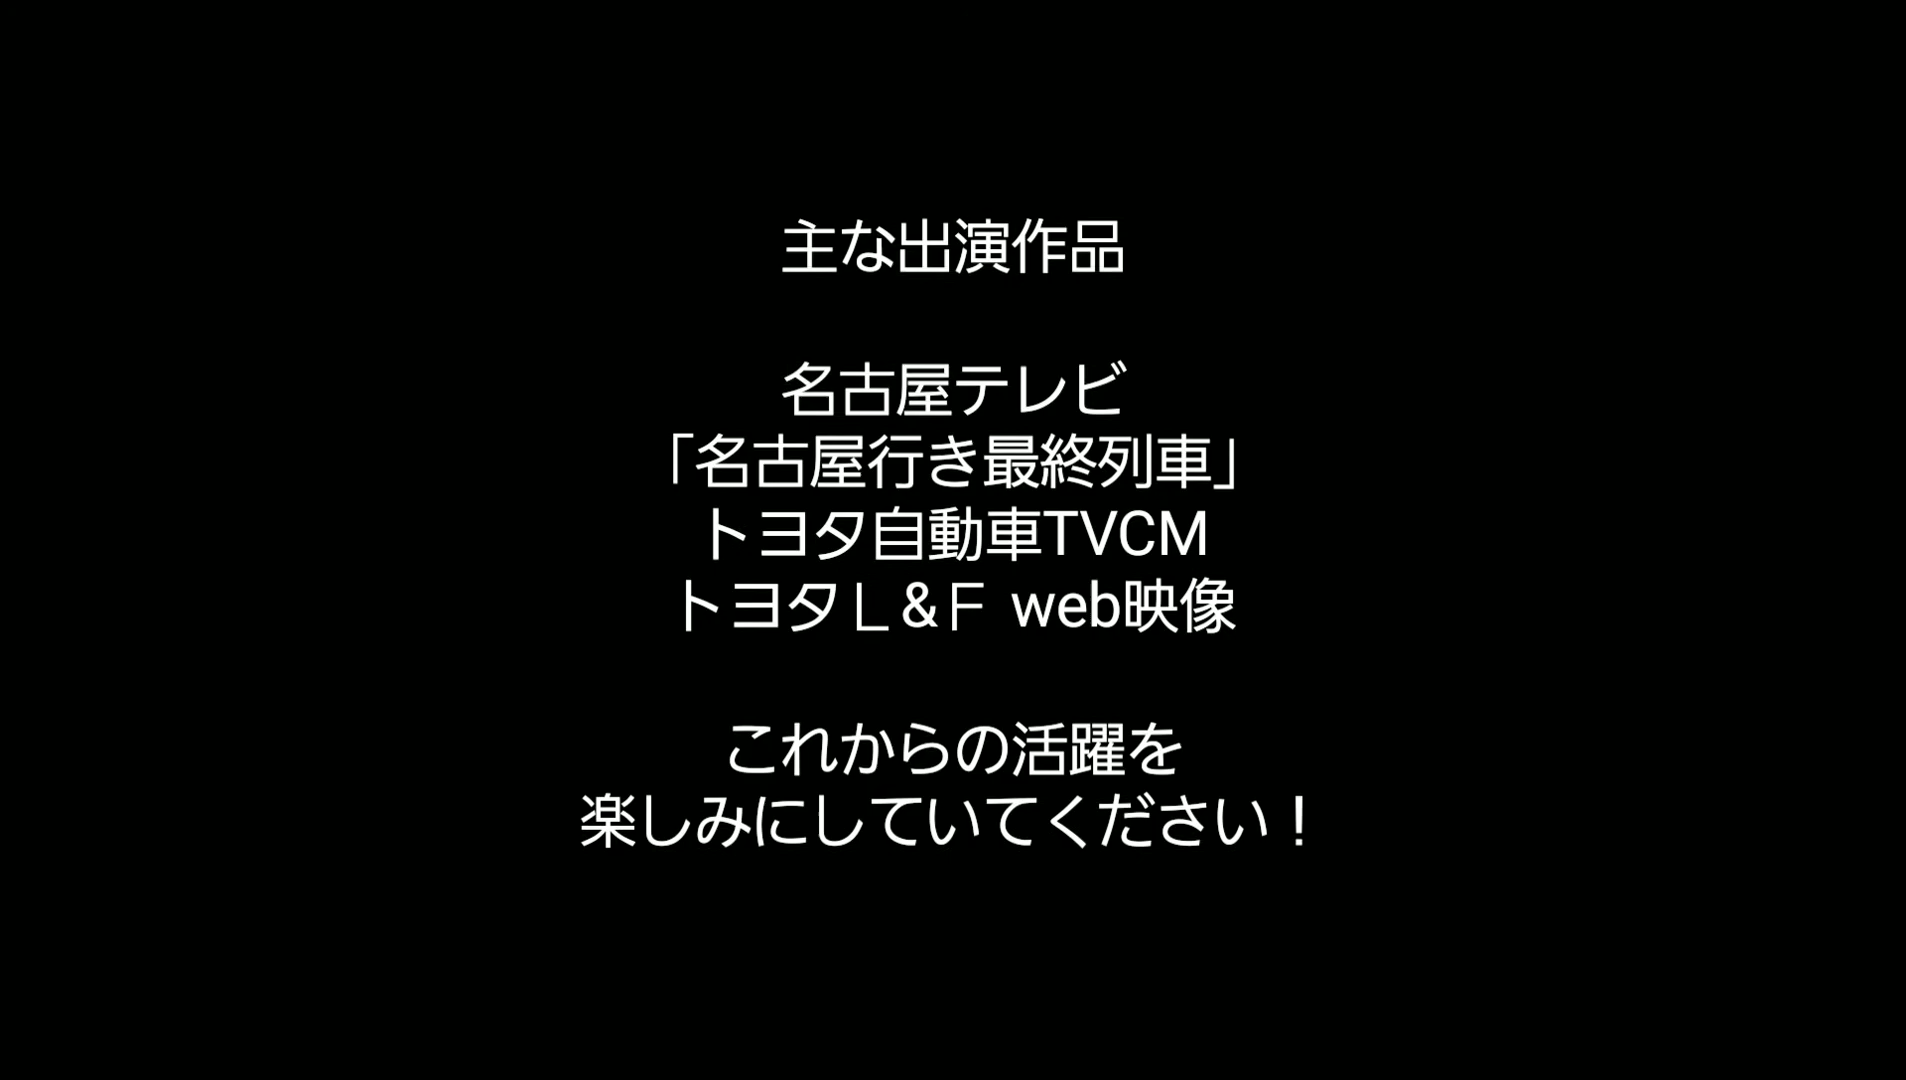 主な出演作品
名古屋テレビ
「名古屋行き最終列車」
トヨタ自動車TVCM
トヨタＬ&Ｆ web映像
これからの活躍を
楽しみにしていてください！